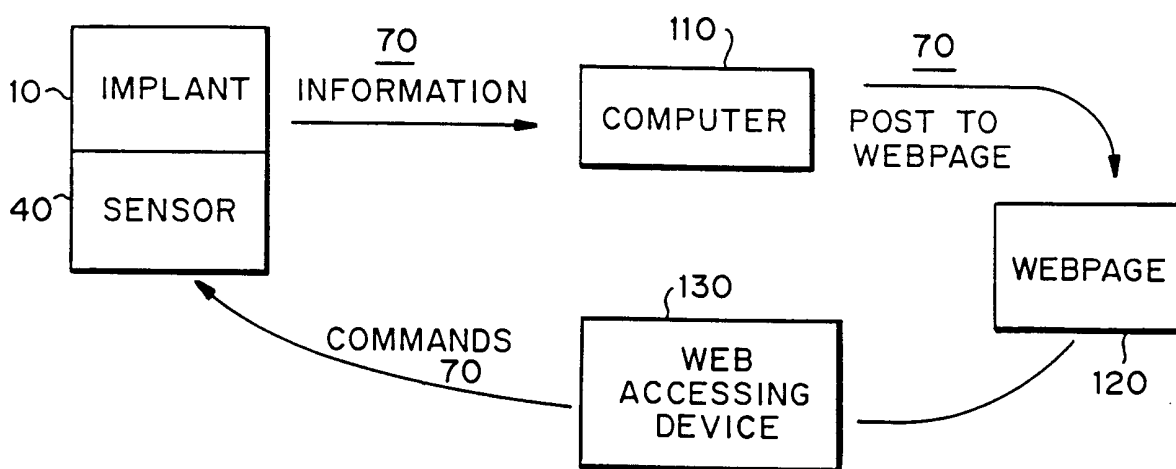 10
IMPLANT
40
SENSOR
70
INFORMATION
110
COMPUTER
70
POST TO
WEBPAGE
WEBPAGE
120
130
WEB
ACCESSING
DEVICE
COMMANDS
70